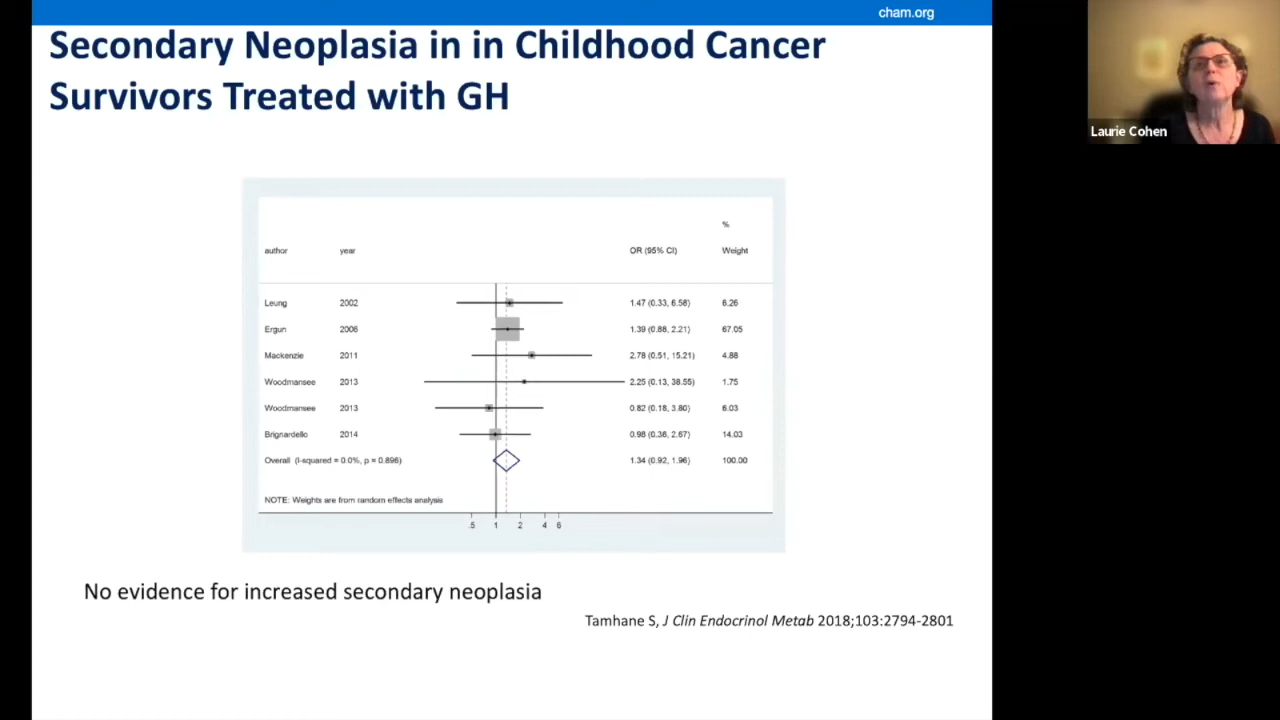 cham.org
Secondary Neoplasia in in Childhood Cancer
Survivors Treated with GH
Laurie Cohen
%
author year OR (95% CI) Weight
Leung 2002 1.47 (0.33, 6.58) 6.26
Ergun 2006 1.39 (0.88, 2.21) 67.05
Mackenzie 2011 2.78 (0.51, 15.21) 4.88
Woodmansee 2013 2.25 (0.13, 38.55) 1.75
Woodmansee 2013 0.82 (0.18, 3.80) 6.03
Brignardello 2014 0.98 (0.36, 2.67) 14.03
Overall (I-squared = 0.0%, p = 0.896) 1.34 (0.92, 1.96) 100.00
NOTE: Weights are from random effects analysis
.5 1 2 4 6
No evidence for increased secondary neoplasia
Tamhane S, J Clin Endocrinol Metab 2018;103:2794-2801